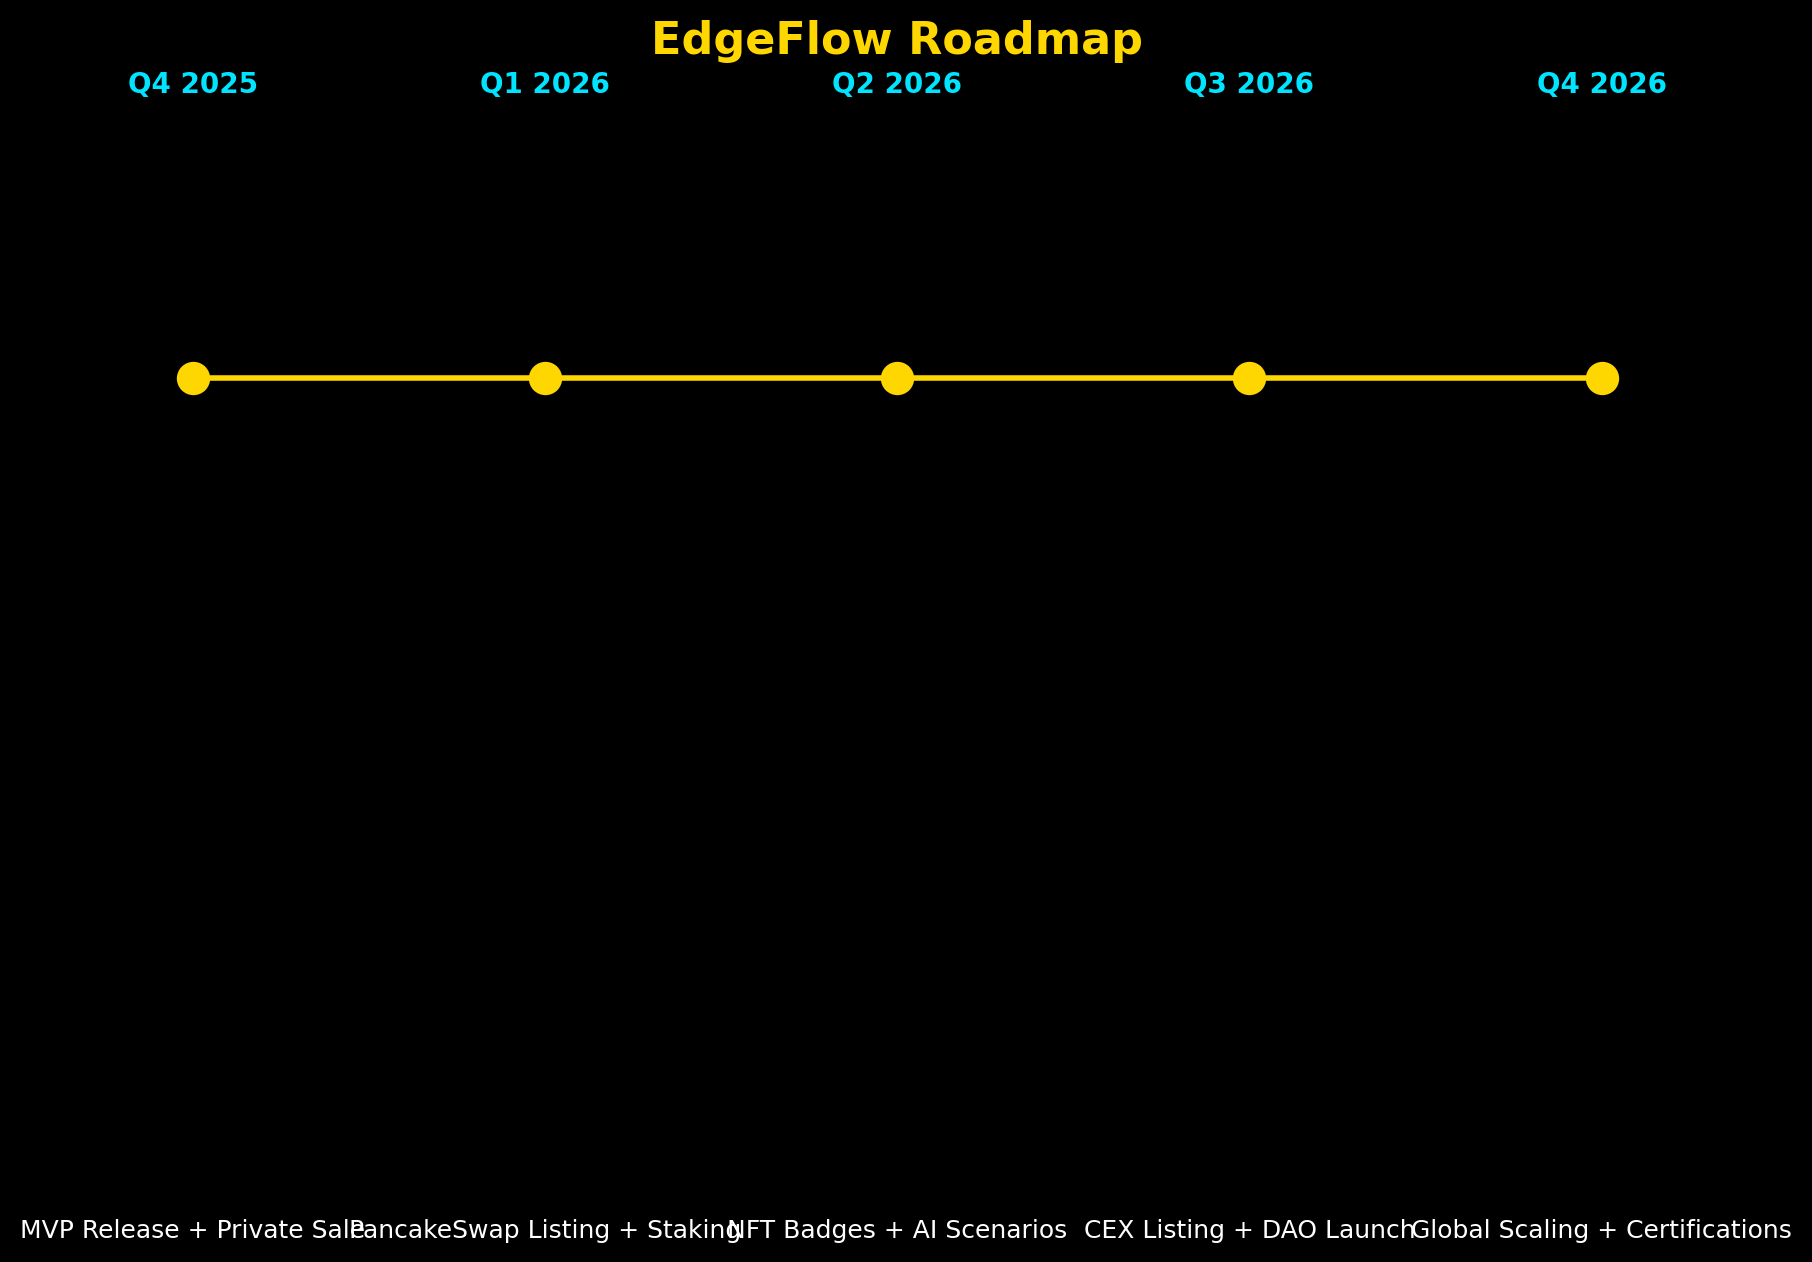 EdgeFlow Roadmap
Q4 2025 Q1 2026 Q2 2026 Q3 2026 Q4 2026
MVP Release + Private Sale PancakeSwap Listing + Staking NFT Badges + AI Scenarios CEX Listing + DAO Launch Global Scaling + Certifications